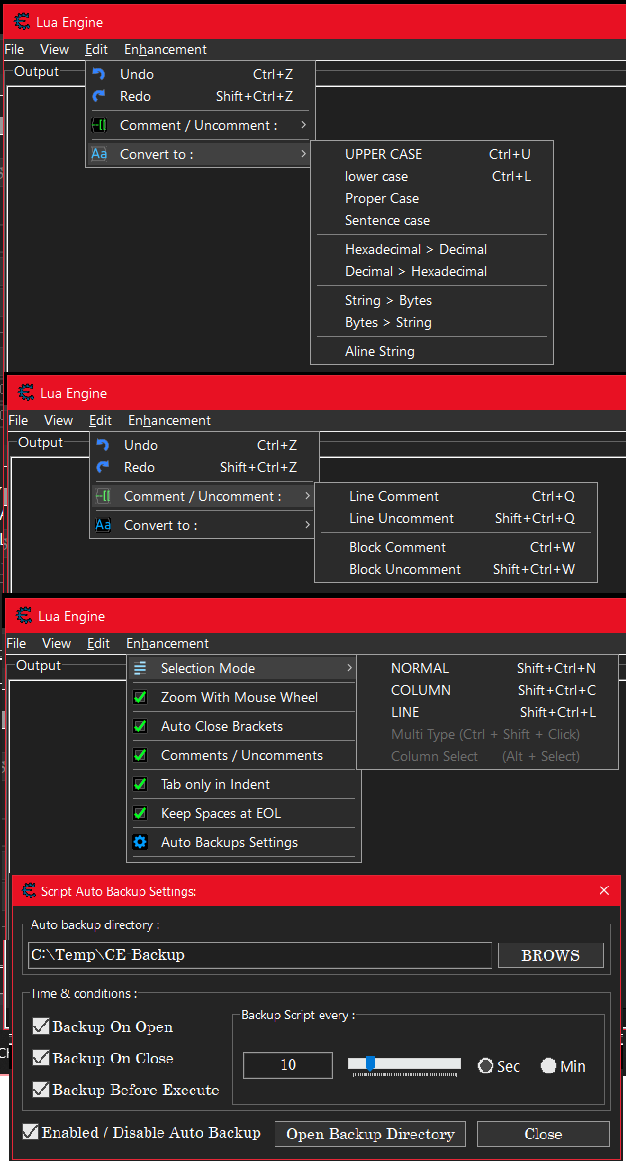 Lua Engine
File View Edit Enhancement
Output
Undo Ctrl+Z
Redo Shift+Ctrl+Z
Comment / Uncomment :
Convert to :
UPPER CASE Ctrl+U
lower case Ctrl+L
Proper Case
Sentence case
Hexadecimal > Decimal
Decimal > Hexadecimal
String > Bytes
Bytes > String
Aline String
Lua Engine
File View Edit Enhancement
Output
Undo Ctrl+Z
Redo Shift+Ctrl+Z
Comment / Uncomment :
Convert to :
Line Comment Ctrl+Q
Line Uncomment Shift+Ctrl+Q
Block Comment Ctrl+W
Block Uncomment Shift+Ctrl+W
Lua Engine
File View Edit Enhancement
Output
Selection Mode
Zoom With Mouse Wheel
Auto Close Brackets
Comments / Uncomments
Tab only in Indent
Keep Spaces at EOL
Auto Backups Settings
NORMAL Shift+Ctrl+N
COLUMN Shift+Ctrl+C
LINE Shift+Ctrl+L
Multi Type (Ctrl + Shift + Click)
Column Select (Alt + Select)
Script Auto Backup Settings:
Auto backup directory :
C:\Temp\CE Backup BROWS
Time & conditions :
Backup On Open
Backup On Close
Backup Before Execute
Backup Script every :
10 Sec Min
Enabled / Disable Auto Backup Open Backup Directory Close